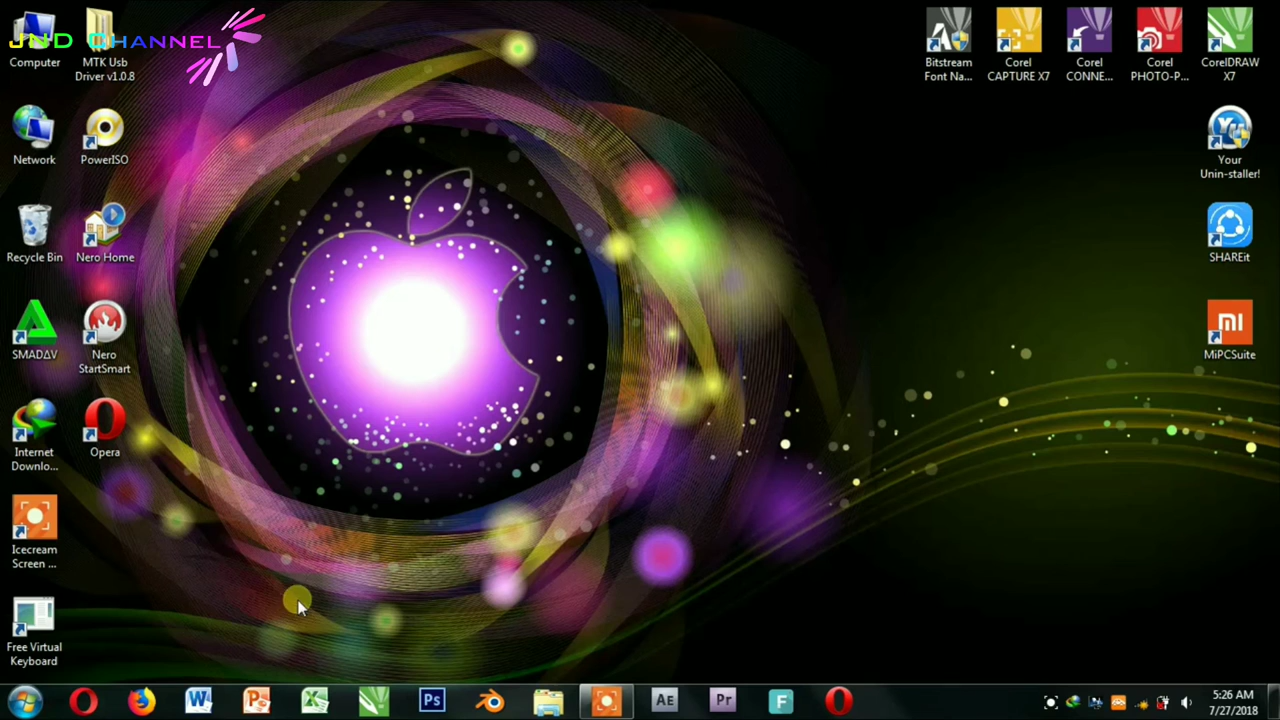 JND CHANNEL
Computer
MTK Usb
Driver v1.0.8
Network
PowerISO
Recycle Bin
Nero Home
SMADΔV
Nero
StartSmart
Internet
Downlo...
Opera
Icecream
Screen ...
Free Virtual
Keyboard
Bitstream
Font Na...
Corel
CAPTURE X7
Corel
CONNE...
Corel
PHOTO-P...
CorelDRAW
X7
Your
Unin-staller!
SHAREit
MI
MiPCSuite
W
P
X
Ps
AE
Pr
F
5:26 AM
7/27/2018